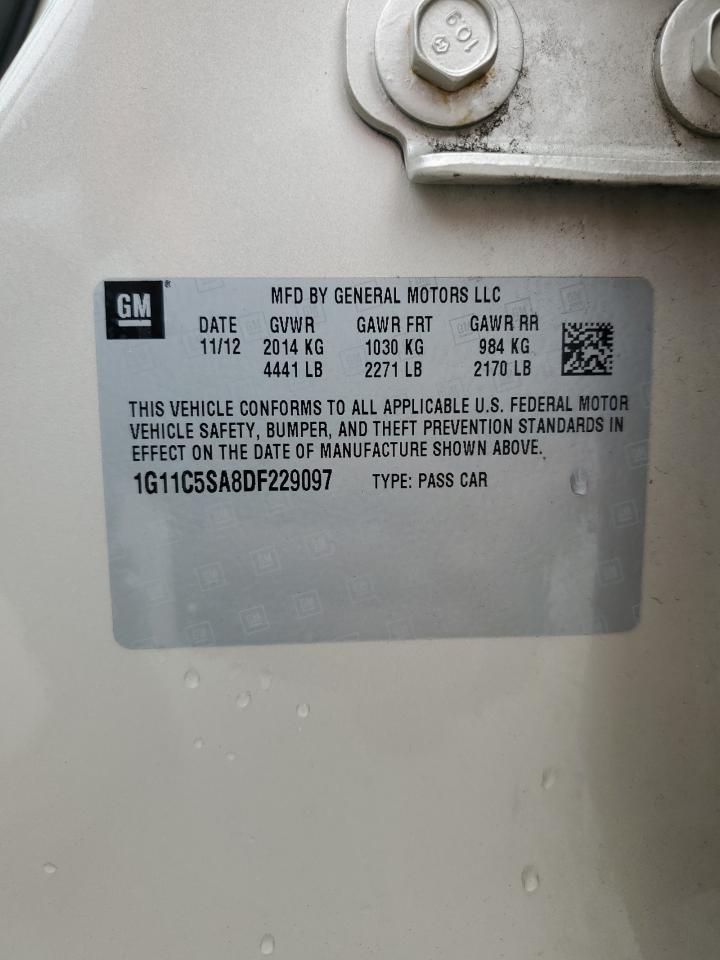 10.9
GM®
MFD BY GENERAL MOTORS LLC
DATE GVWR GAWR FRT GAWR RR
11/12 2014 KG 1030 KG 984 KG
4441 LB 2271 LB 2170 LB
THIS VEHICLE CONFORMS TO ALL APPLICABLE U.S. FEDERAL MOTOR
VEHICLE SAFETY, BUMPER, AND THEFT PREVENTION STANDARDS IN
EFFECT ON THE DATE OF MANUFACTURE SHOWN ABOVE.
1G11C5SA8DF229097 TYPE: PASS CAR